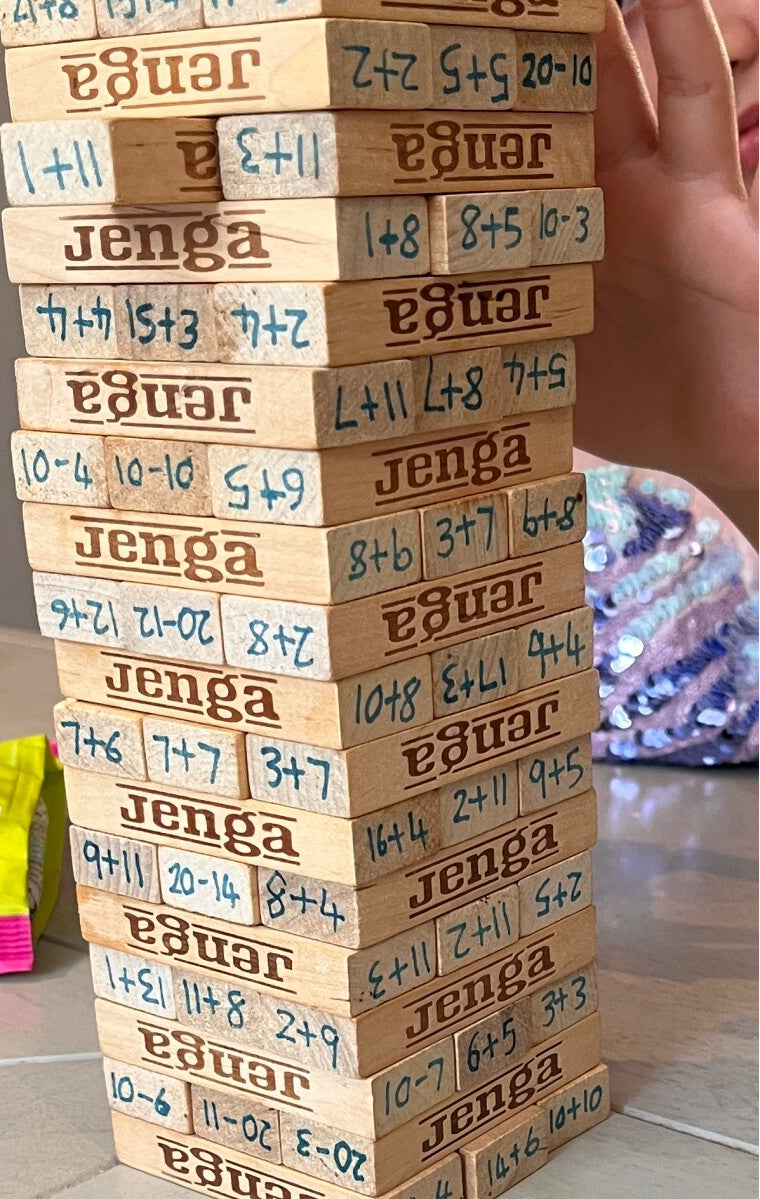 Jenga
Jenga 2+2 5+5 20-10
11+1 11+3 Jenga
Jenga 1+8 8+5 10-3
4+4 15+3 2+4 Jenga
Jenga 11+7 8+7 5+4
10-4 10-10 6+5 Jenga
Jenga 9+8 3+7 6+8
12+6 20-12 2+8 Jenga
Jenga 10+8 17+3 4+4
7+6 7+7 3+7 Jenga
Jenga 16+4 2+11 9+5
9+11 20-14 8+4 Jenga
Jenga 11+3 11+2 5+2
13+1 11+8 2+9 Jenga
Jenga 10-7 6+5 3+3
10-9 20-11 20-3 Jenga
Jenga 4 14+6 10+10